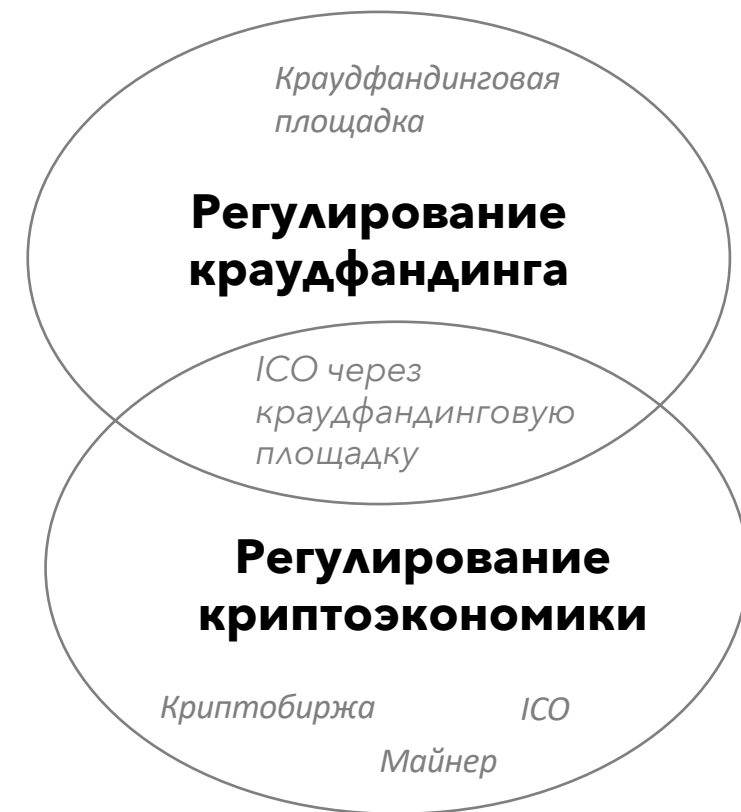 Краудфандинговая
площадка
Регулирование
краудфандинга
ICO через
краудфандинговую
площадку
Регулирование
криптоэкономики
Криптобиржа
ICO
Майнер